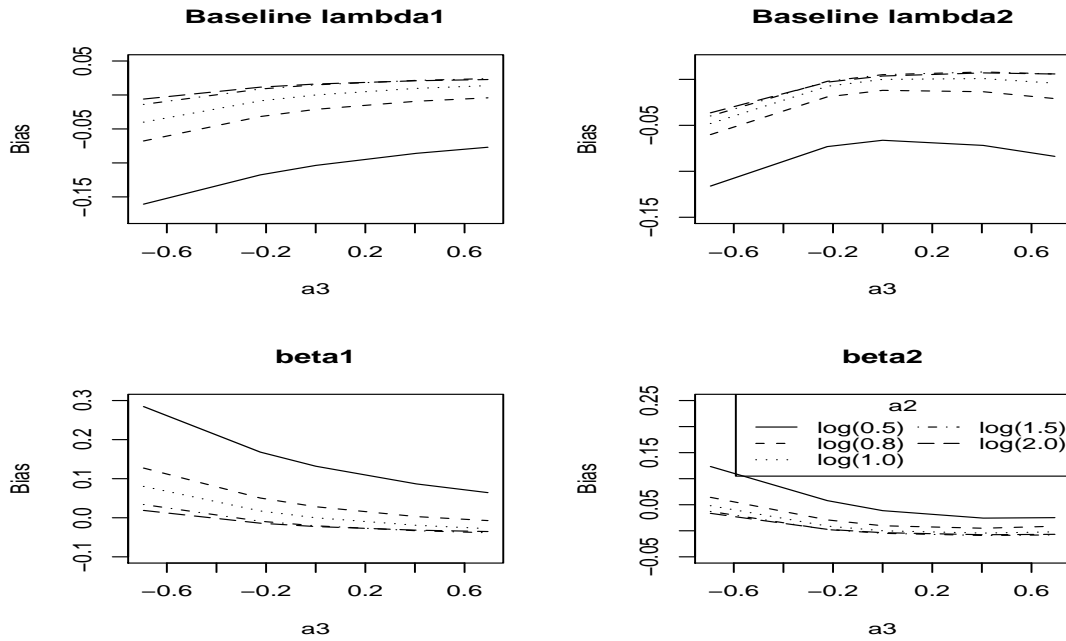 Baseline lambda1
Bias
0.05
−0.05
−0.15
−0.6
−0.2
0.2
0.6
a3
Baseline lambda2
Bias
−0.05
−0.15
−0.6
−0.2
0.2
0.6
a3
beta1
Bias
0.3
0.2
0.1
0.0
−0.1
−0.6
−0.2
0.2
0.6
a3
beta2
Bias
0.25
0.15
0.05
−0.05
−0.6
−0.2
0.2
0.6
a3
a2
log(0.5)
log(0.8)
log(1.0)
log(1.5)
log(2.0)